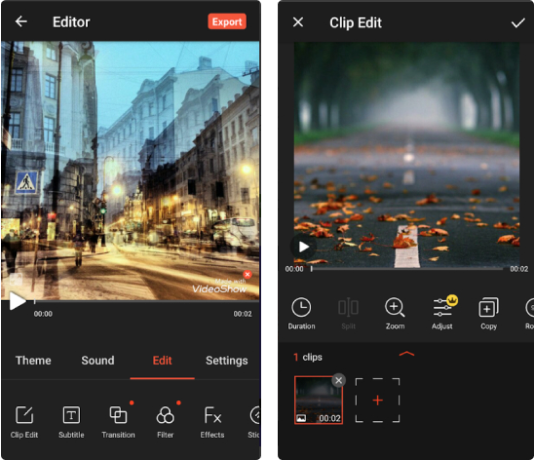 Editor
Export
VideoShow
00:00
00:02
Theme
Sound
Edit
Settings
Clip Edit
Subtitle
Transition
Filter
Effects
Stic
Clip Edit
00:00
00:02
Duration
Split
Zoom
Adjust
Copy
Ro
1 clips
00:02